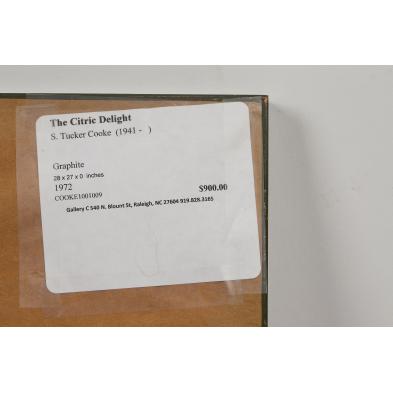 The Citric Delight
S. Tucker Cooke (1941 - )
Graphite
28 x 27 x 0 inches
1972 $900.00
COOKE1001009
Gallery C 540 N. Blount St, Raleigh, NC 27604 919.828.3165